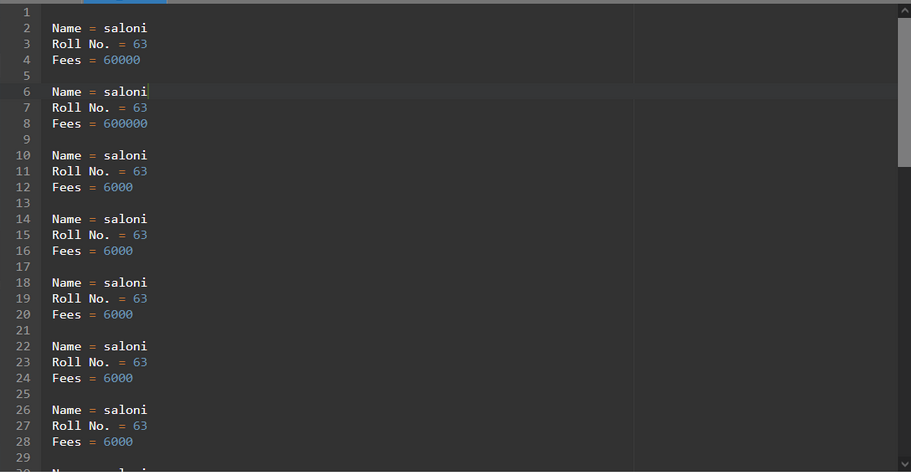 1
2 Name = saloni
3 Roll No. = 63
4 Fees = 60000
5
6 Name = saloni
7 Roll No. = 63
8 Fees = 600000
9
10 Name = saloni
11 Roll No. = 63
12 Fees = 6000
13
14 Name = saloni
15 Roll No. = 63
16 Fees = 6000
17
18 Name = saloni
19 Roll No. = 63
20 Fees = 6000
21
22 Name = saloni
23 Roll No. = 63
24 Fees = 6000
25
26 Name = saloni
27 Roll No. = 63
28 Fees = 6000
29